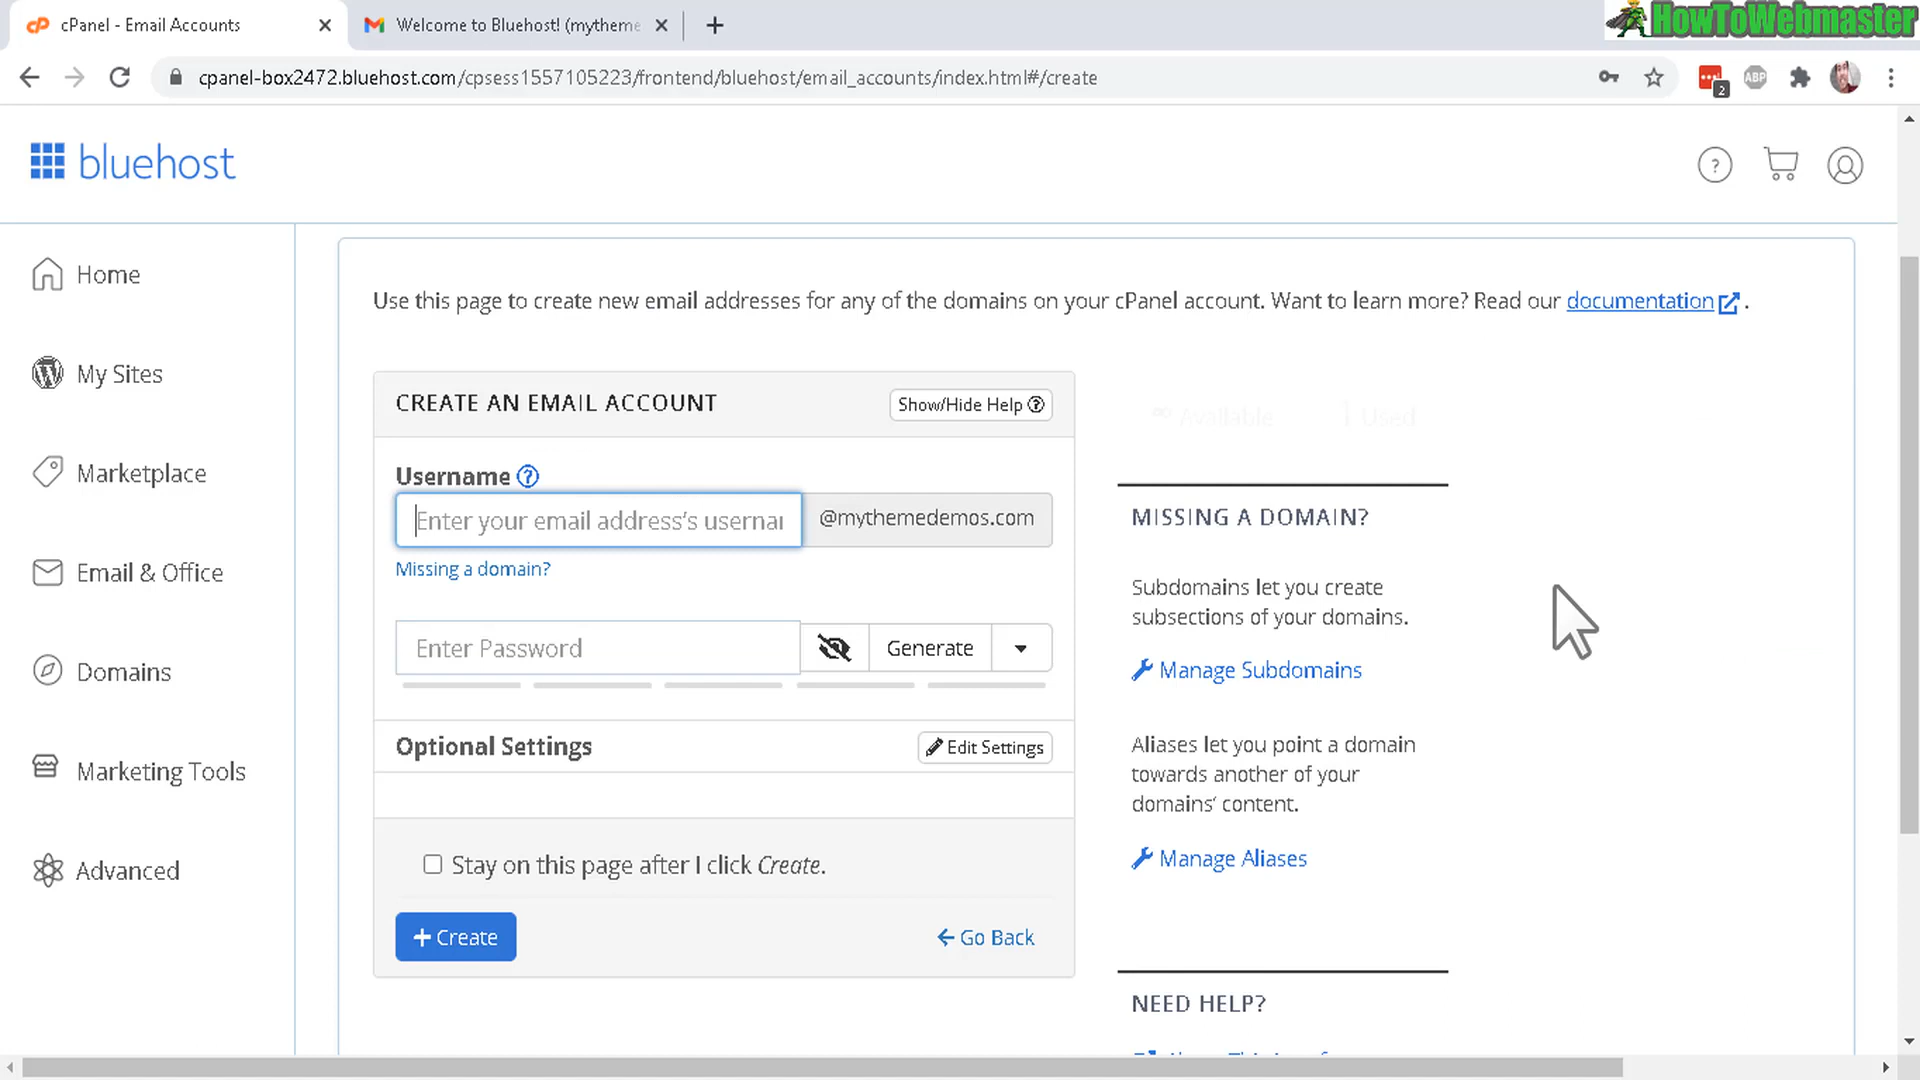 cPanel - Email Accounts
Welcome to Bluehost! (mytheme
HowToWebmaster
cpanel-box2472.bluehost.com/cpsess1557105223/frontend/bluehost/email_accounts/index.html#/create
2
ABP
bluehost
Home
My Sites
Marketplace
Email & Office
Domains
Marketing Tools
Advanced
Use this page to create new email addresses for any of the domains on your cPanel account. Want to learn more? Read our documentation .
CREATE AN EMAIL ACCOUNT
Show/Hide Help
Username
Enter your email address's usernar
@mythemedemos.com
Missing a domain?
Enter Password
Generate
Optional Settings
Edit Settings
Stay on this page after I click Create.
+ Create
Go Back
∞ Available
1 Used
MISSING A DOMAIN?
Subdomains let you create
subsections of your domains.
Manage Subdomains
Aliases let you point a domain
towards another of your
domains' content.
Manage Aliases
NEED HELP?